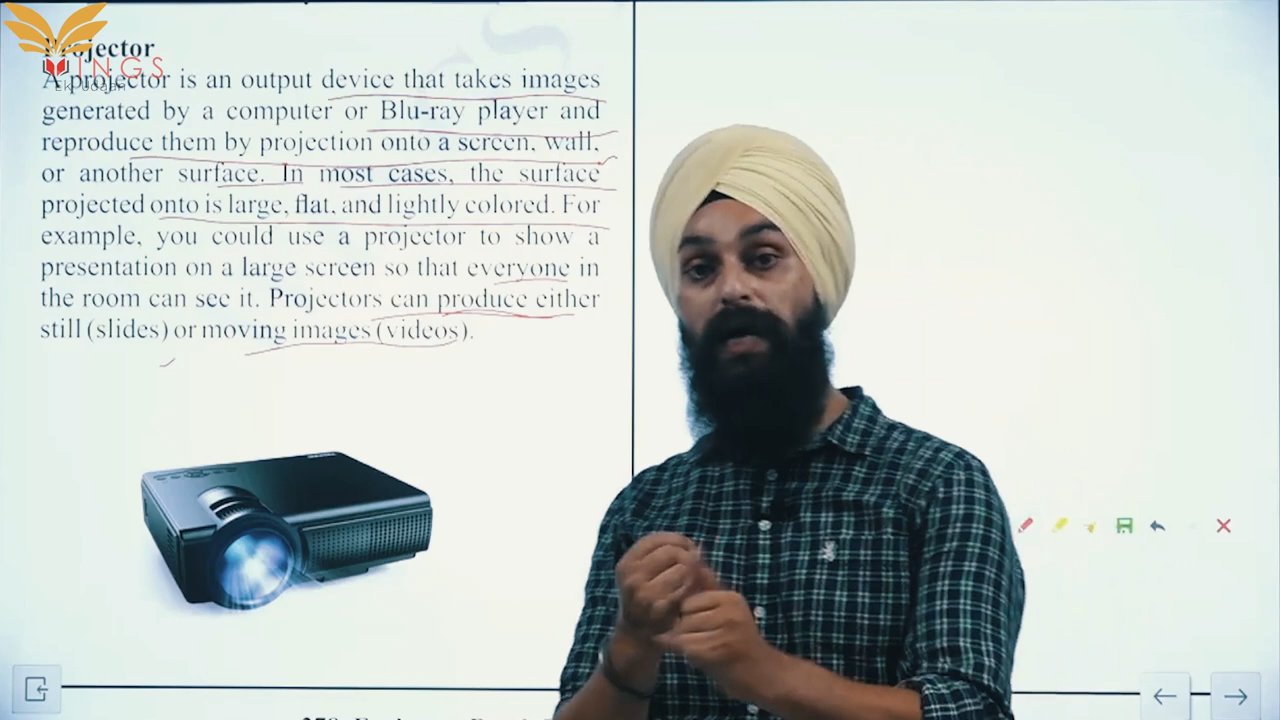 Projector
WINGS
Ek Udaan
A projector is an output device that takes images
generated by a computer or Blu-ray player and
reproduce them by projection onto a screen, wall,
or another surface. In most cases, the surface
projected onto is large, flat, and lightly colored. For
example, you could use a projector to show a
presentation on a large screen so that everyone in
the room can see it. Projectors can produce either
still (slides) or moving images (videos).